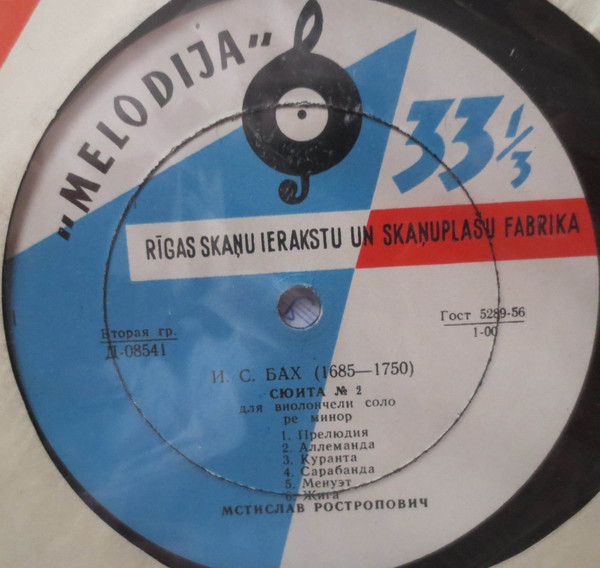 „MELODIJA”
33 1/3
RĪGAS SKAŅU IERAKSTU UN SKAŅUPLAŠU FABRIKA
Вторая гр.
Д-08541
Гост 5289-56
1-00
И. С. БАХ (1685—1750)
СЮИТА № 2
для виолончели соло
ре минор
1. Прелюдия
2. Аллеманда
3. Куранта
4. Сарабанда
5. Менуэт
6. Жига
МСТИСЛАВ РОСТРОПОВИЧ